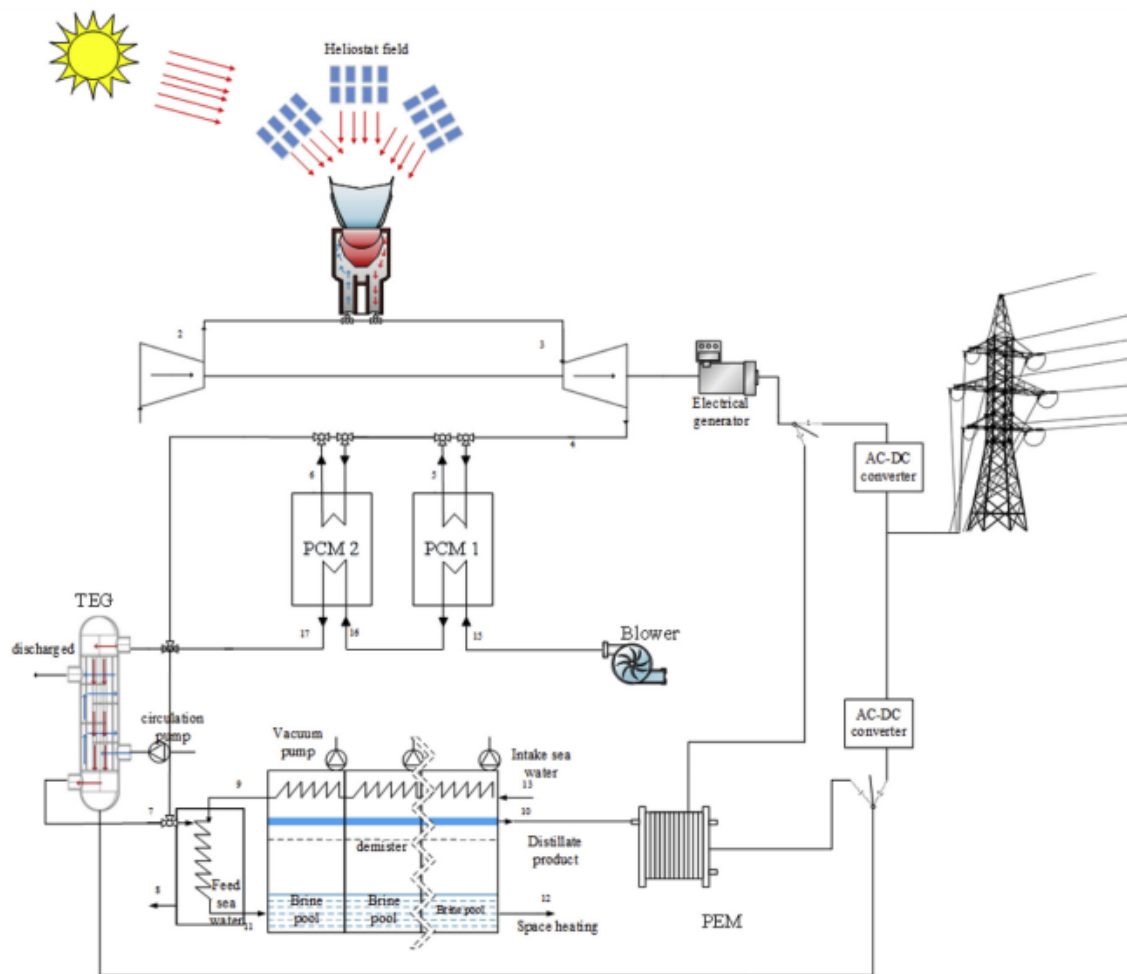 Heliostat field
2
3
Electrical
generator
1
4
AC-DC
converter
6
5
PCM 2
PCM 1
TEG
17
16
15
Blower
discharged
circulation
pump
AC-DC
converter
Vacuum
pump
Intake sea
water
9
13
7
10
demister
Distillate
product
8
Feed
sea
water
11
Brine
pool
Brine
pool
Brine pool
12
Space heating
PEM